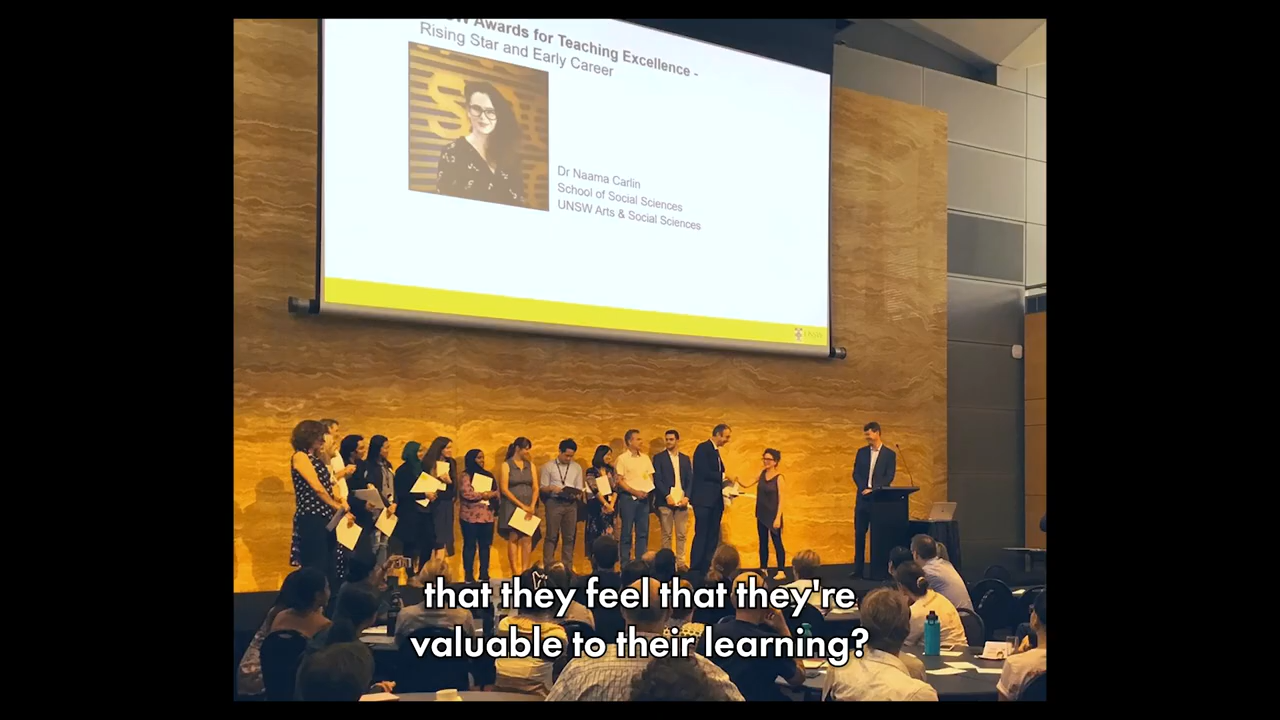 Awards for Teaching Excellence -
Rising Star and Early Career
Dr Naama Carlin
School of Social Sciences
UNSW Arts & Social Sciences
that they feel that they're
valuable to their learning?